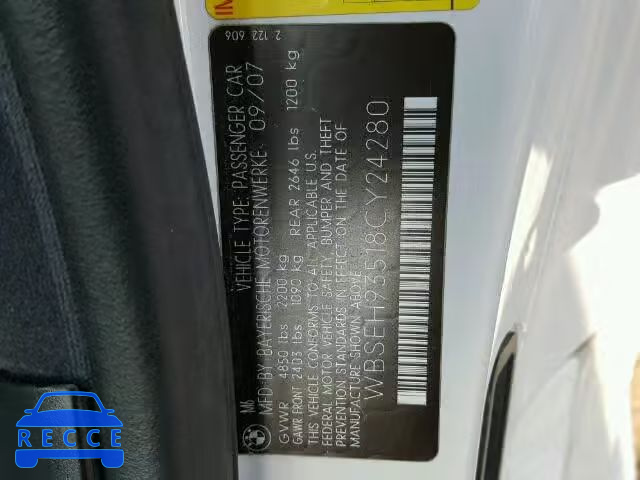 2 122 606
VEHICLE TYPE: PASSENGER CAR
M6 MFD BY BAYERISCHE MOTORENWERKE 09/07
GVWR 4850 lbs 2200 kg
GAWR FRONT 2403 lbs 1090 kg REAR 2646 lbs 1200 kg
THIS VEHICLE CONFORMS TO ALL APPLICABLE U.S.
FEDERAL MOTOR VEHICLE SAFETY, BUMPER AND THEFT
PREVENTION STANDARDS IN EFFECT ON THE DATE OF
MANUFACTURE SHOWN ABOVE.
WBSEH93518CY24280
RECCE